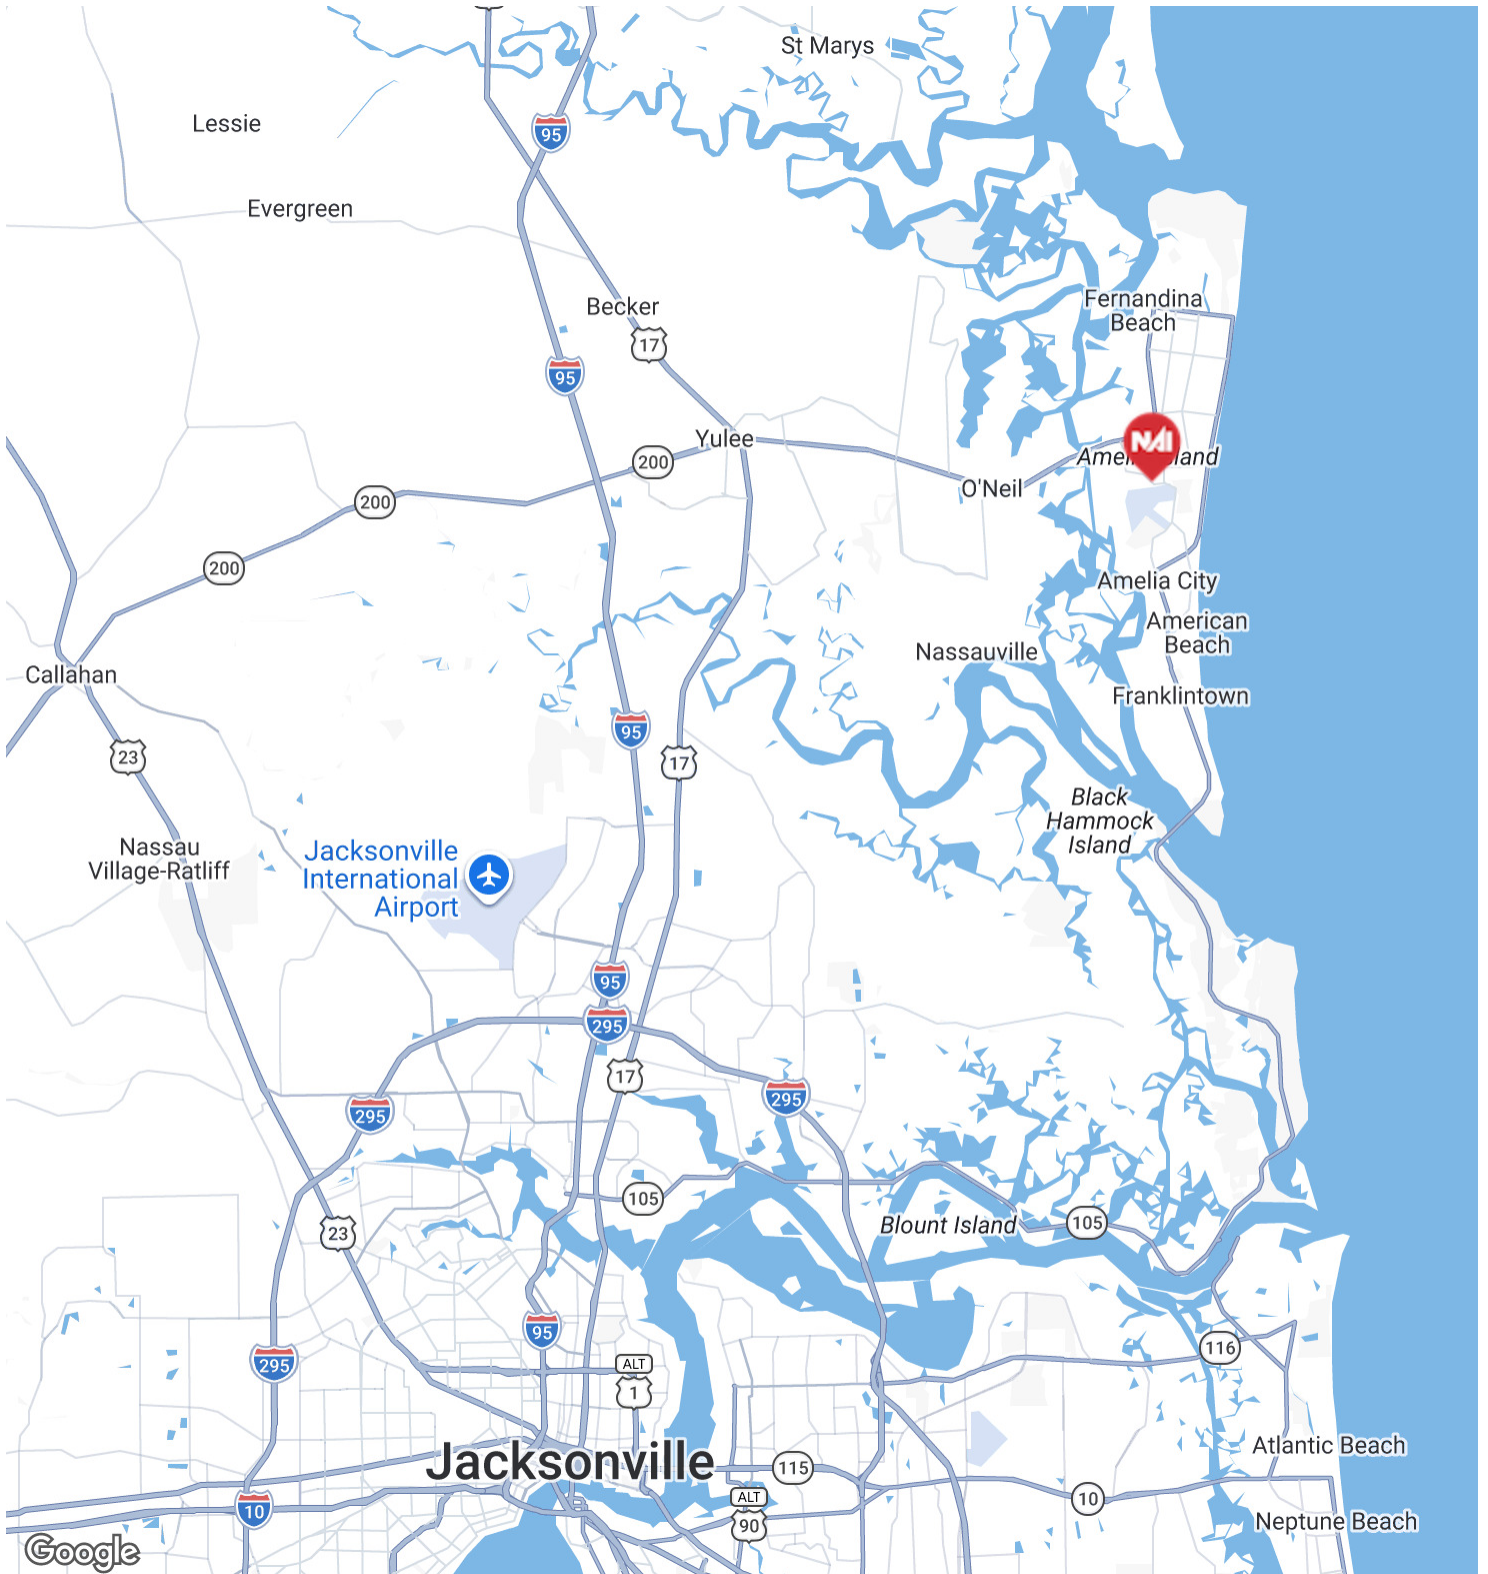 St Marys
Lessie
95
Evergreen
Becker
17
Fernandina
Beach
95
Yulee
200
NAI
O'Neil
200
200
Amelia City
American
Beach
Nassauville
Callahan
Franklintown
95
23
17
Black
Hammock
Island
Nassau
Village-Ratliff
Jacksonville
International
Airport
95
295
17
295
295
105
Blount Island
105
23
95
116
295
ALT
1
Atlantic Beach
Jacksonville
115
10
ALT
90
10
Neptune Beach
Google